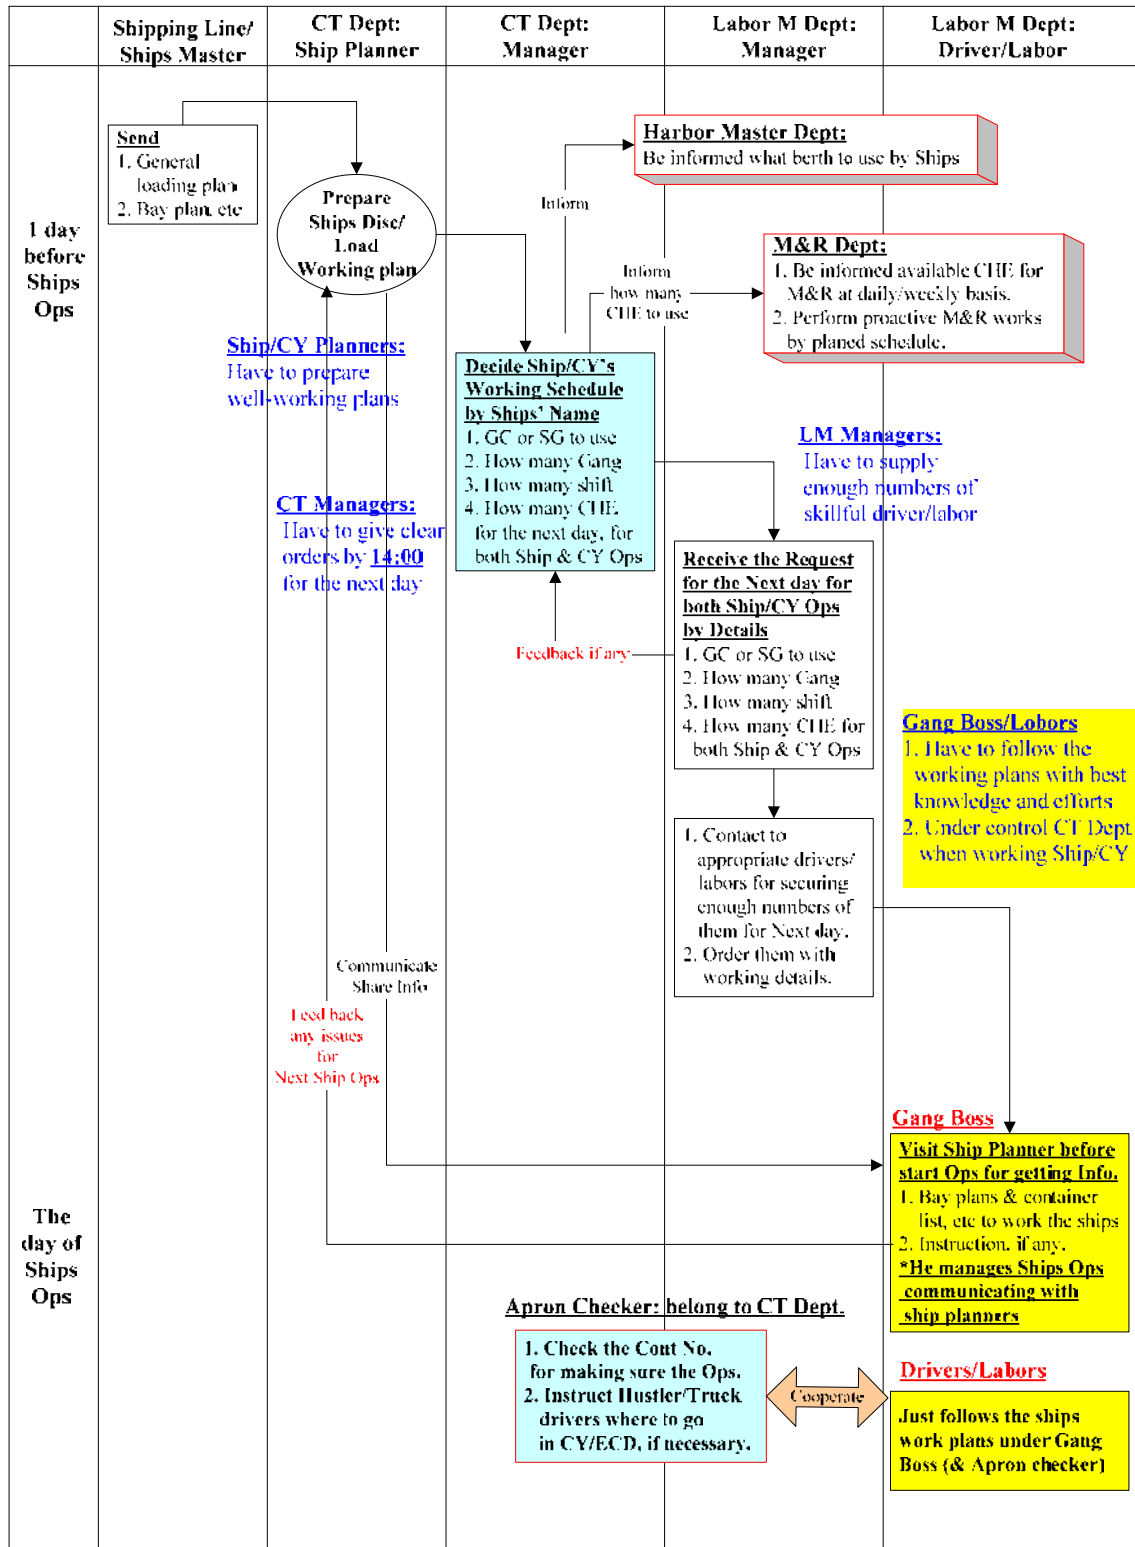 Shipping Line/
Ships Master
CT Dept:
Ship Planner
CT Dept:
Manager
Labor M Dept:
Manager
Labor M Dept:
Driver/Labor
1 day
before
Ships
Ops
Send
1. General
loading plan
2. Bay plan, etc
Prepare
Ships Disc/
Load
Working plan
Inform
Harbor Master Dept:
Be informed what berth to use by Ships
Inform
how many
CHE to use
M&R Dept:
1. Be informed available CHE for
M&R at daily/weekly basis.
2. Perform proactive M&R works
by planed schedule.
Ship/CY Planners:
Have to prepare
well-working plans
Decide Ship/CY's
Working Schedule
by Ships' Name
1. GC or SG to use
2. How many Gang
3. How many shift
4. How many CHE
for the next day, for
both Ship & CY Ops
LM Managers:
Have to supply
enough numbers of
skillful driver/labor
CT Managers:
Have to give clear
orders by 14:00
for the next day
Receive the Request
for the Next day for
both Ship/CY Ops
by Details
1. GC or SG to use
2. How many Gang
3. How many shift
4. How many CHE for
both Ship & CY Ops
Feedback if any
Gang Boss/Lobors
1. Have to follow the
working plans with best
knowledge and efforts
2. Under control CT Dept
when working Ship/CY
1. Contact to
appropriate drivers/
labors for securing
enough numbers of
them for Next day.
2. Order them with
working details.
Communicate
Share Info
Feed back
any issues
for
Next Ship Ops
The
day of
Ships
Ops
Gang Boss
Visit Ship Planner before
start Ops for getting Info.
1. Bay plans & container
list, etc to work the ships
2. Instruction, if any.
*He manages Ships Ops
communicating with
ship planners
Apron Checker: belong to CT Dept.
1. Check the Cont No.
for making sure the Ops.
2. Instruct Hustler/Truck
drivers where to go
in CY/ECD, if necessary.
Cooperate
Drivers/Labors
Just follows the ships
work plans under Gang
Boss (& Apron checker)